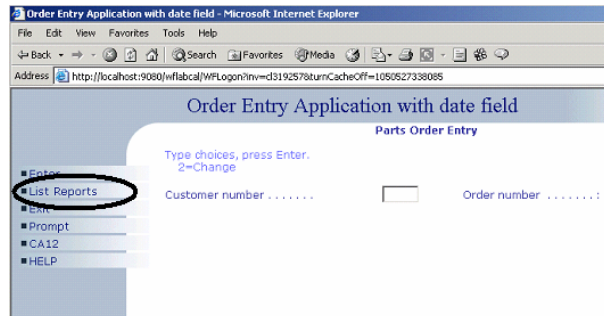 Order Entry Application with date field - Microsoft Internet Explorer
File Edit View Favorites Tools Help
Back Search Favorites Media
Address http://localhost:9080/wflabcal/WFLogon?inv=cl319257&turnCacheOff=1050527338085
Order Entry Application with date field
Parts Order Entry
Type choices, press Enter.
2=Change
Enter
List Reports
Customer number . . . . . . . Order number . . . . . . . :
Exit
Prompt
CA12
HELP